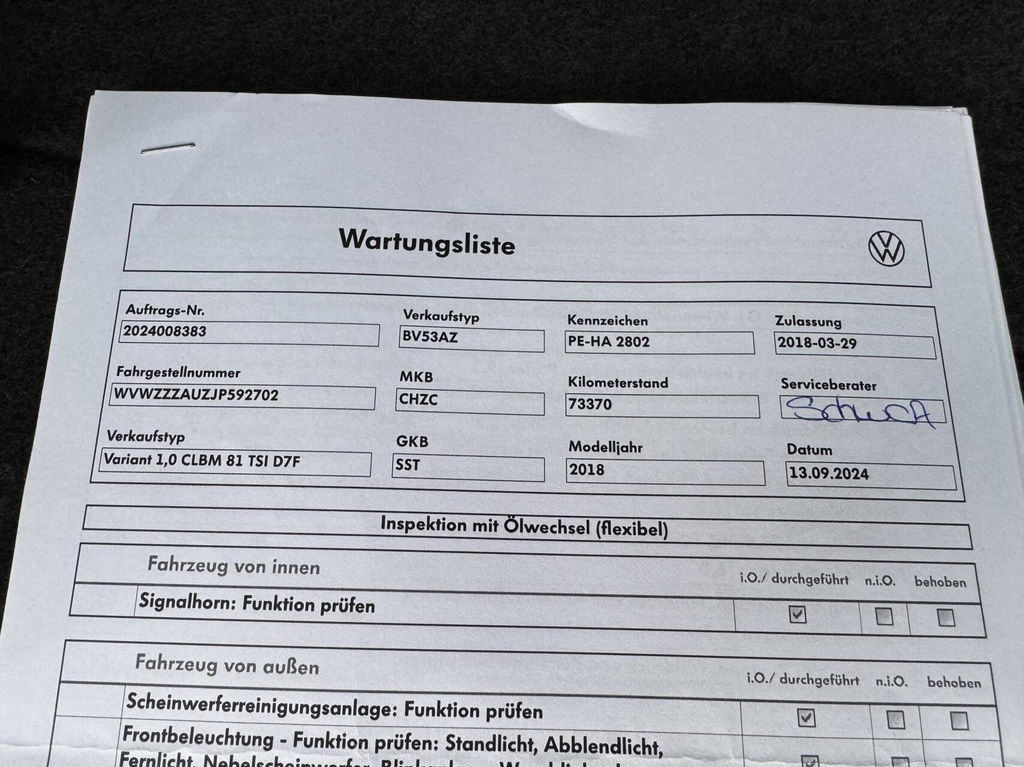 Wartungsliste
Auftrags-Nr. Verkaufstyp Kennzeichen Zulassung
2024008383 BV53AZ PE-HA 2802 2018-03-29
Fahrgestellnummer MKB Kilometerstand Serviceberater
WVWZZZAUZJP592702 CHZC 73370
Verkaufstyp GKB Modelljahr Datum
Variant 1,0 CLBM 81 TSI D7F SST 2018 13.09.2024
Inspektion mit Ölwechsel (flexibel)
Fahrzeug von innen i.O./ durchgeführt n.i.O. behoben
Signalhorn: Funktion prüfen
Fahrzeug von außen i.O./ durchgeführt n.i.O. behoben
Scheinwerferreinigungsanlage: Funktion prüfen
Frontbeleuchtung - Funktion prüfen: Standlicht, Abblendlicht,
Fernlicht, Nebelscheinwerfer,